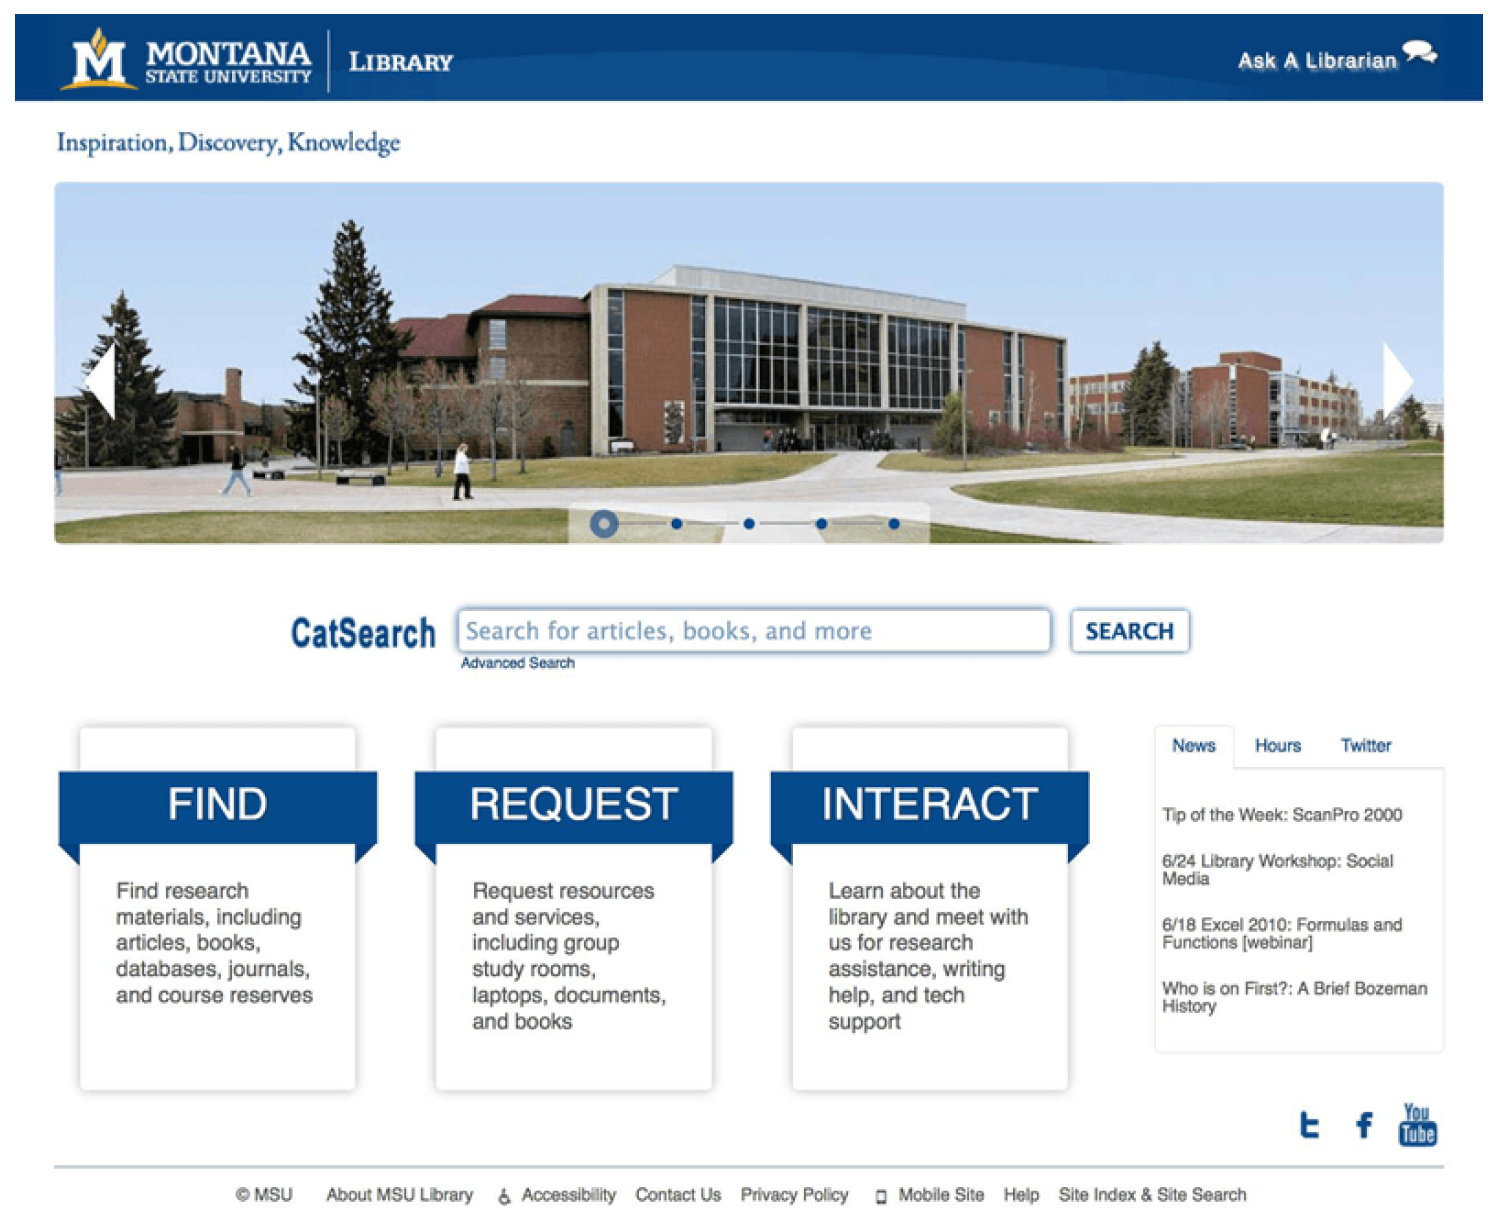 MONTANA
STATE UNIVERSITY
LIBRARY
Ask A Librarian
Inspiration, Discovery, Knowledge
CatSearch
Search for articles, books, and more
SEARCH
Advanced Search
FIND
Find research
materials, including
articles, books,
databases, journals,
and course reserves
REQUEST
Request resources
and services,
including group
study rooms,
laptops, documents,
and books
INTERACT
Learn about the
library and meet with
us for research
assistance, writing
help, and tech
support
News Hours Twitter
Tip of the Week: ScanPro 2000
6/24 Library Workshop: Social
Media
6/18 Excel 2010: Formulas and
Functions [webinar]
Who is on First?: A Brief Bozeman
History
You
Tube
© MSU About MSU Library Accessibility Contact Us Privacy Policy Mobile Site Help Site Index & Site Search